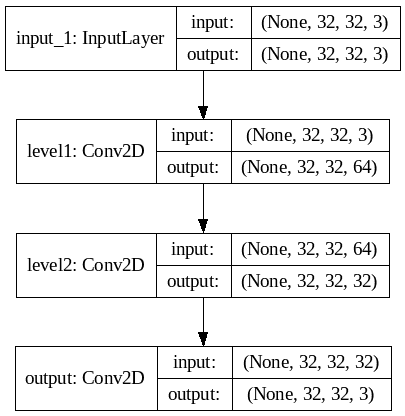 input_1: InputLayer
input: (None, 32, 32, 3)
output: (None, 32, 32, 3)
level1: Conv2D
input: (None, 32, 32, 3)
output: (None, 32, 32, 64)
level2: Conv2D
input: (None, 32, 32, 64)
output: (None, 32, 32, 32)
output: Conv2D
input: (None, 32, 32, 32)
output: (None, 32, 32, 3)